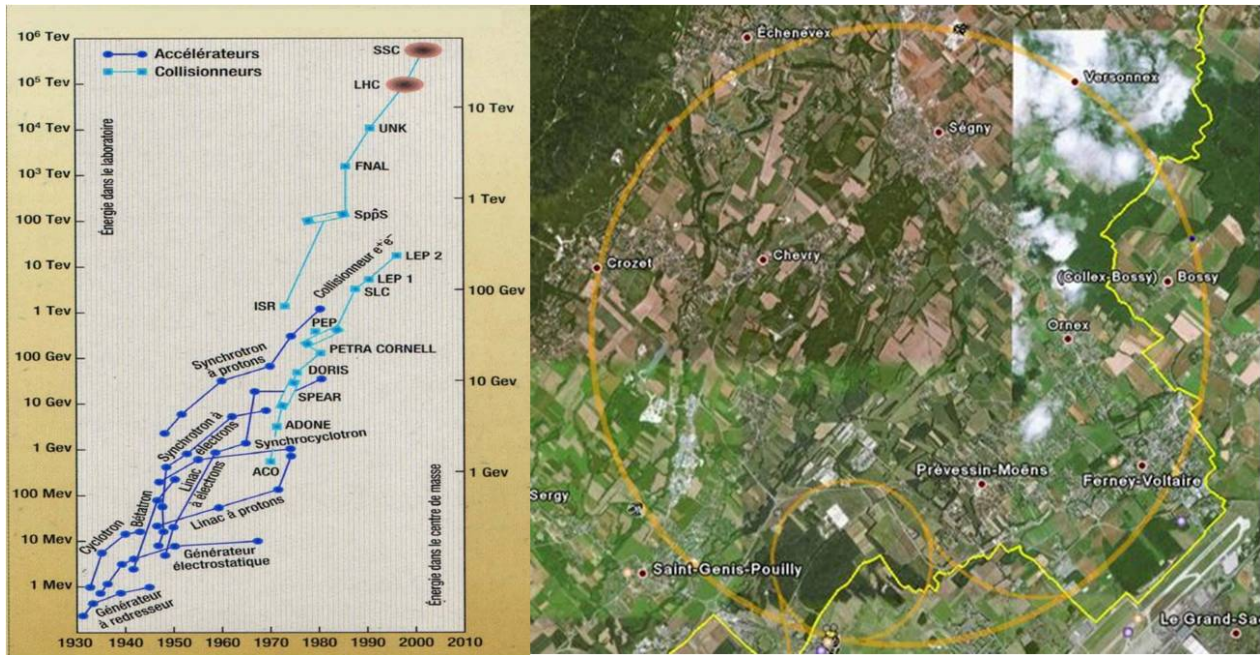 10⁶ Tev
10⁵ Tev
10⁴ Tev
10³ Tev
100 Tev
10 Tev
1 Tev
100 Gev
10 Gev
1 Gev
100 Mev
10 Mev
1 Mev
Énergie dans le laboratoire
Accélérateurs
Collisionneurs
SSC
LHC
UNK
FNAL
Spp̄S
Collisionneur e⁺e⁻
LEP 2
LEP 1
SLC
ISR
PEP
PETRA CORNELL
DORIS
SPEAR
ADONE
ACO
Synchrotron
à protons
Synchrotron à
électrons
Synchrocyclotron
Linac
à électrons
Linac à protons
Bétatron
Cyclotron
Générateur
électrostatique
Générateur
à redresseur
10 Tev
1 Tev
100 Gev
10 Gev
1 Gev
Énergie dans le centre de masse
1930 1940 1950 1960 1970 1980 1990 2000 2010
Échenevex
Versonnex
Ségny
Crozet
Chevry
(Collex-Bossy) Bossy
Ornex
Prévessin-Moëns
Ferney-Voltaire
Sergy
Saint-Genis-Pouilly
Le Grand-Sa